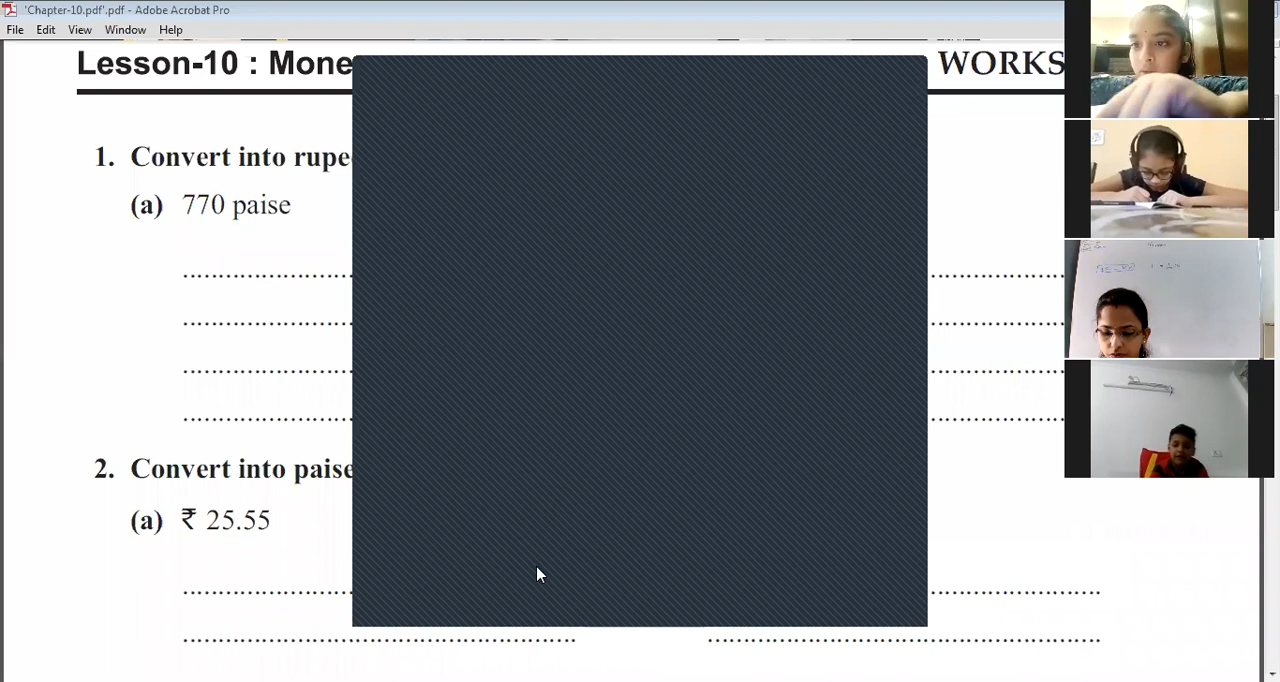 'Chapter-10.pdf'.pdf - Adobe Acrobat Pro
File Edit View Window Help
Lesson-10 : Mone WORKS
1. Convert into rupe
(a) 770 paise
2. Convert into paise
(a) ₹ 25.55